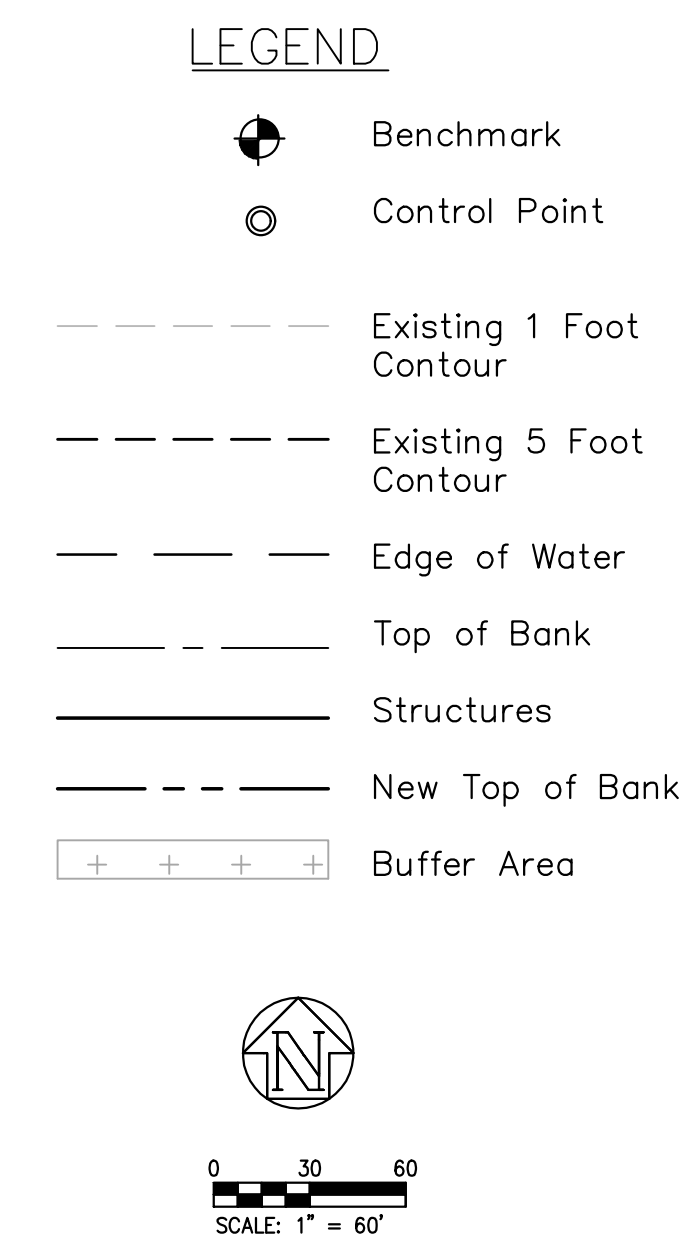 LEGEND
Benchmark
Control Point
Existing 1 Foot
Contour
Existing 5 Foot
Contour
Edge of Water
Top of Bank
Structures
New Top of Bank
Buffer Area
N
0 30 60
SCALE: 1" = 60'